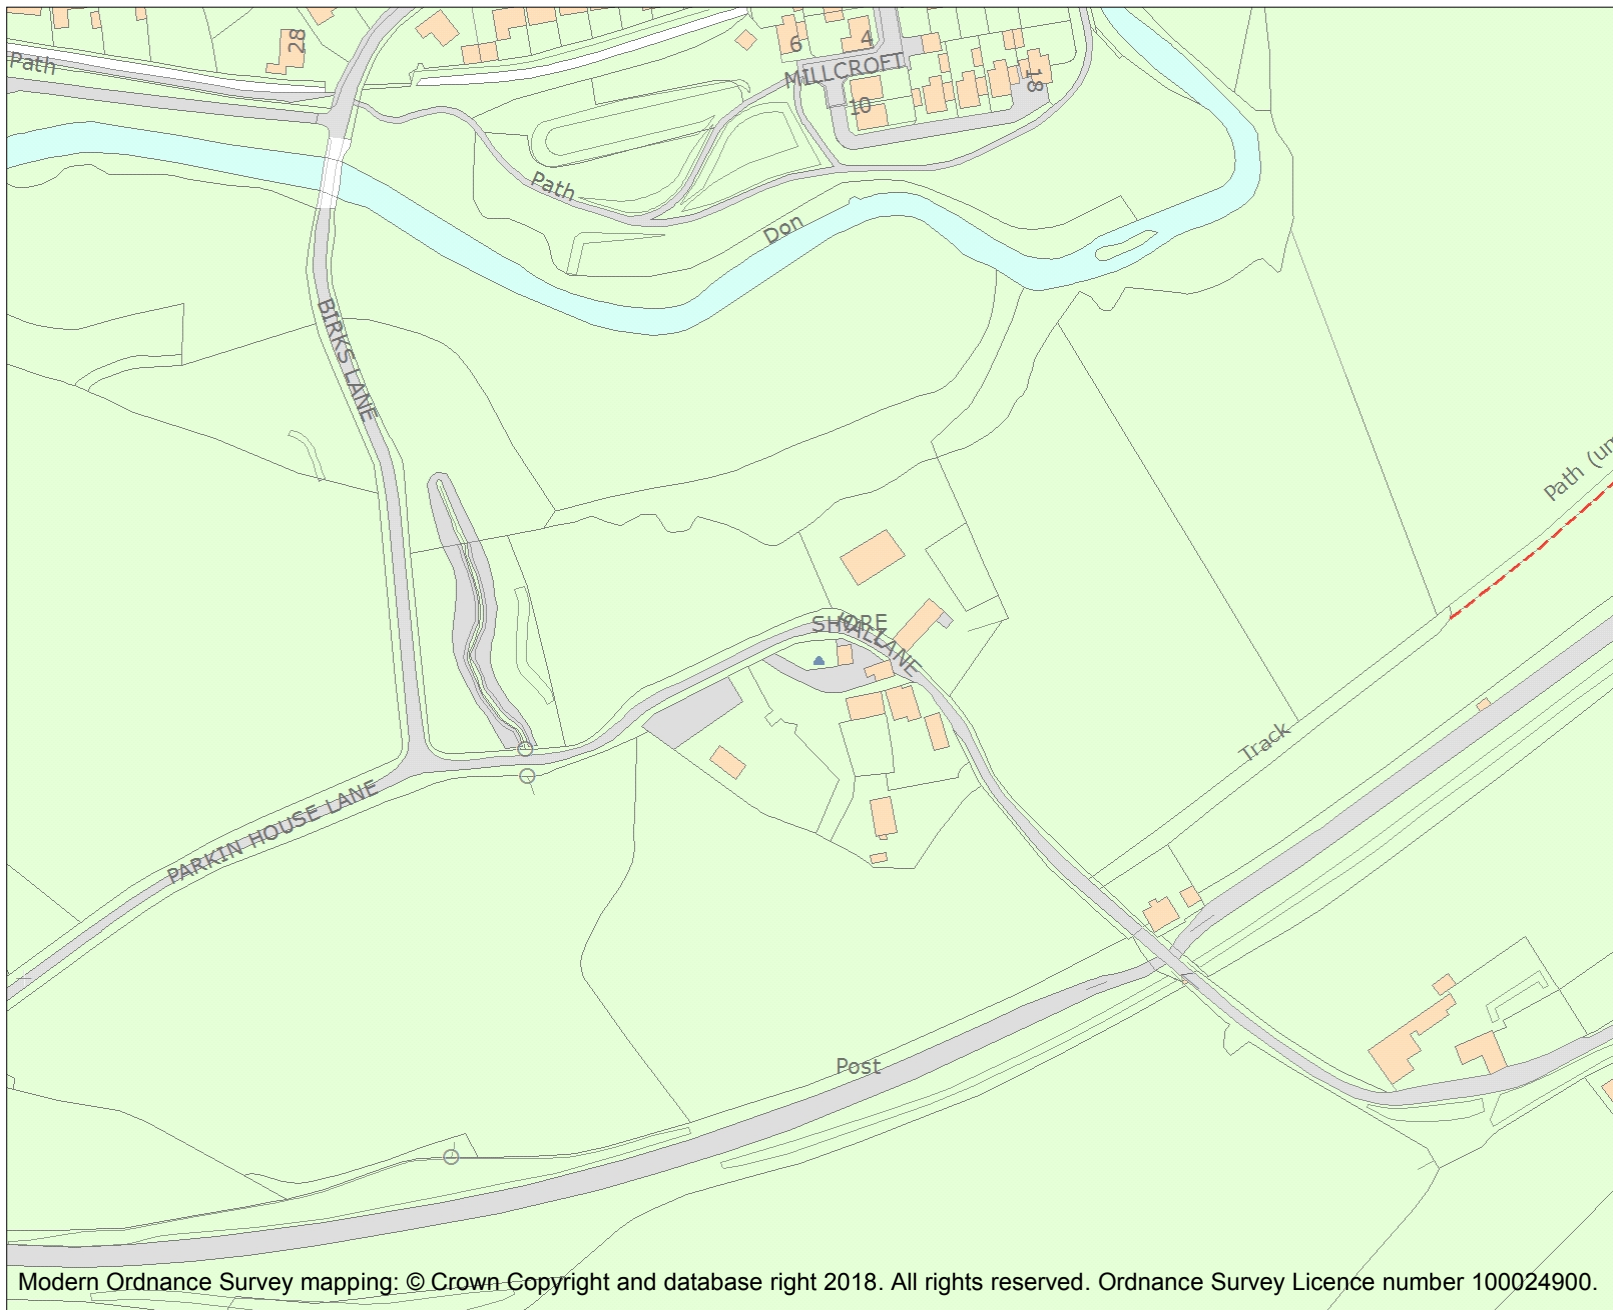 28
Path
6
4
MILLCROFT
18
10
Path
Don
BIRKS LANE
Path (un
SHORE
HALL LANE
Track
PARKIN HOUSE LANE
Post
Modern Ordnance Survey mapping: © Crown Copyright and database right 2018. All rights reserved. Ordnance Survey Licence number 100024900.